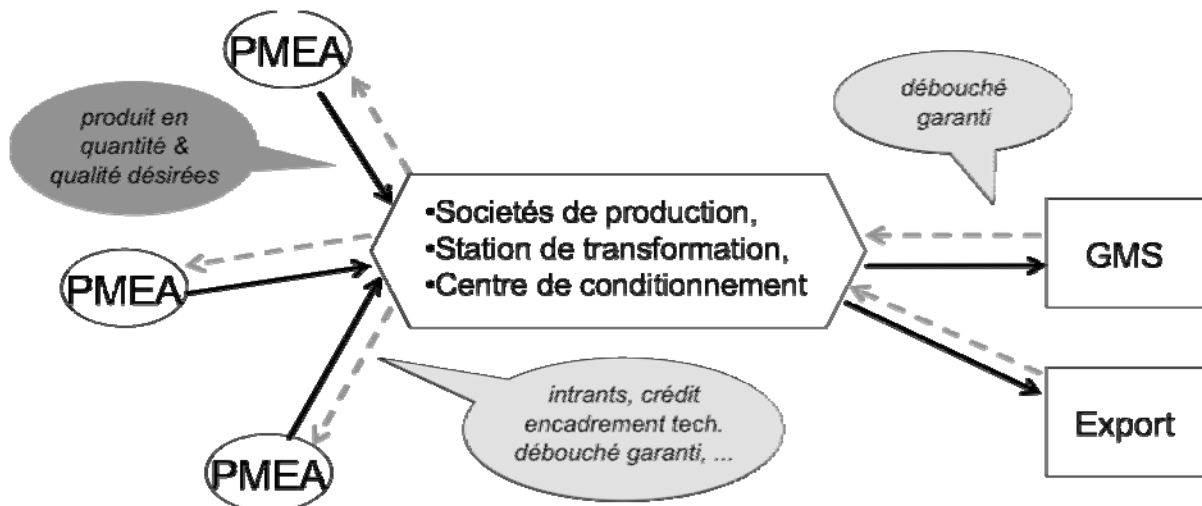 PMEA
produit en
quantité &
qualité désirées
débouché
garanti
•Societés de production,
•Station de transformation,
•Centre de conditionnement
GMS
PMEA
intrants, crédit
encadrement tech.
débouché garanti, ...
Export
PMEA